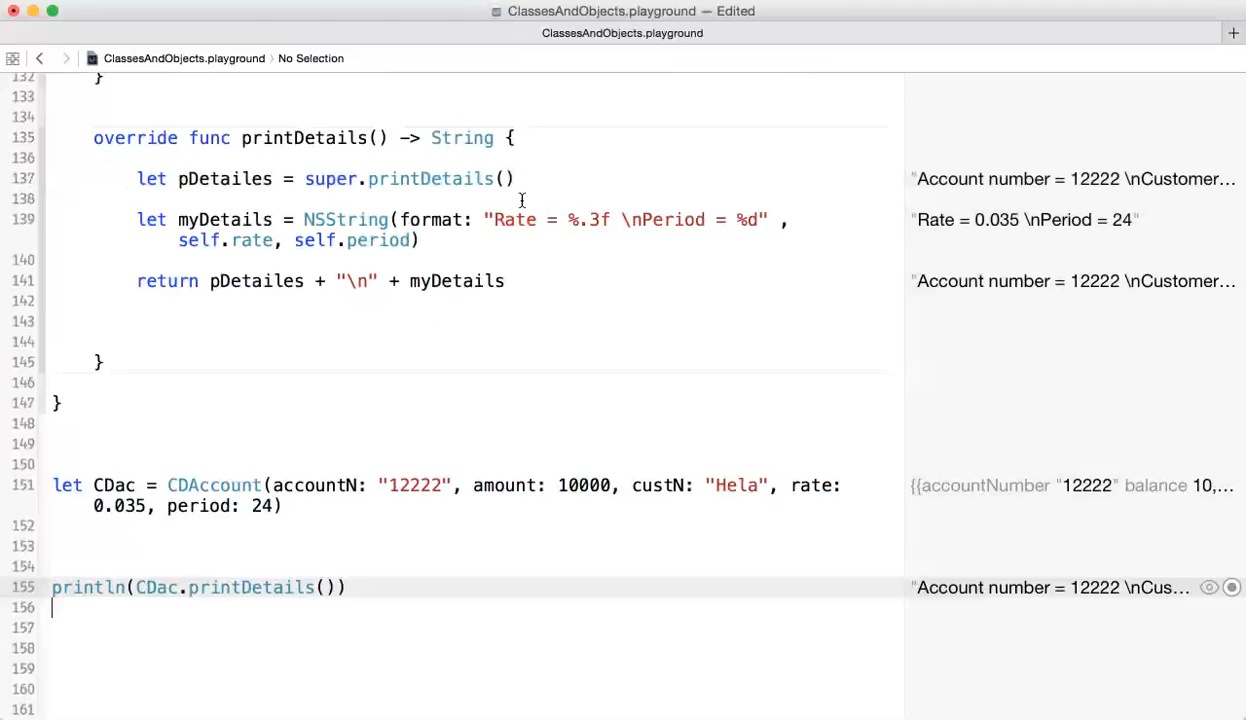 ClassesAndObjects.playground — Edited
ClassesAndObjects.playground
ClassesAndObjects.playground 〉 No Selection
132 }
133
134
135 override func printDetails() -> String {
136
137 let pDetailes = super.printDetails() "Account number = 12222 \nCustomer...
138
139 let myDetails = NSString(format: "Rate = %.3f \nPeriod = %d" , "Rate = 0.035 \nPeriod = 24"
self.rate, self.period)
140
141 return pDetailes + "\n" + myDetails "Account number = 12222 \nCustomer...
142
143
144
145 }
146
147 }
148
149
150
151 let CDac = CDAccount(accountN: "12222", amount: 10000, custN: "Hela", rate: {{accountNumber "12222" balance 10,...
0.035, period: 24)
152
153
154
155 println(CDac.printDetails()) "Account number = 12222 \nCus...
156
157
158
159
160
161